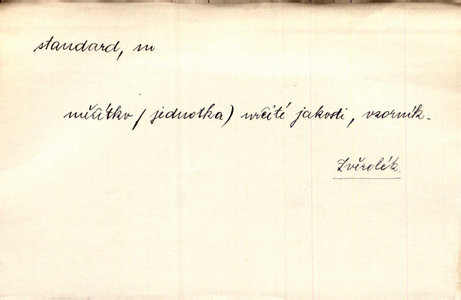 standard, m
měřítko / jednotka) určité jakosti, vzorník.
Zvěrolék.